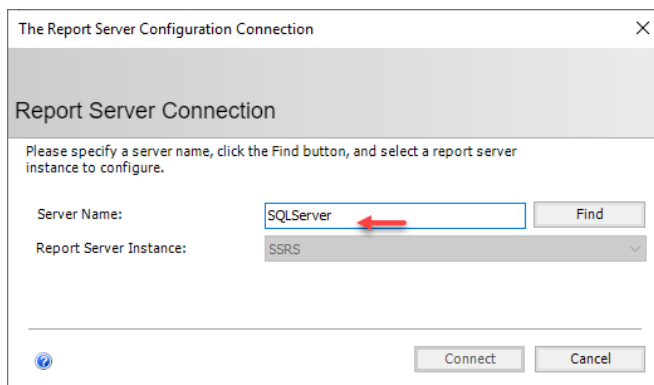 The Report Server Configuration Connection
Report Server Connection
Please specify a server name, click the Find button, and select a report server
instance to configure.
Server Name:
SQLServer
Find
Report Server Instance:
SSRS
Connect
Cancel